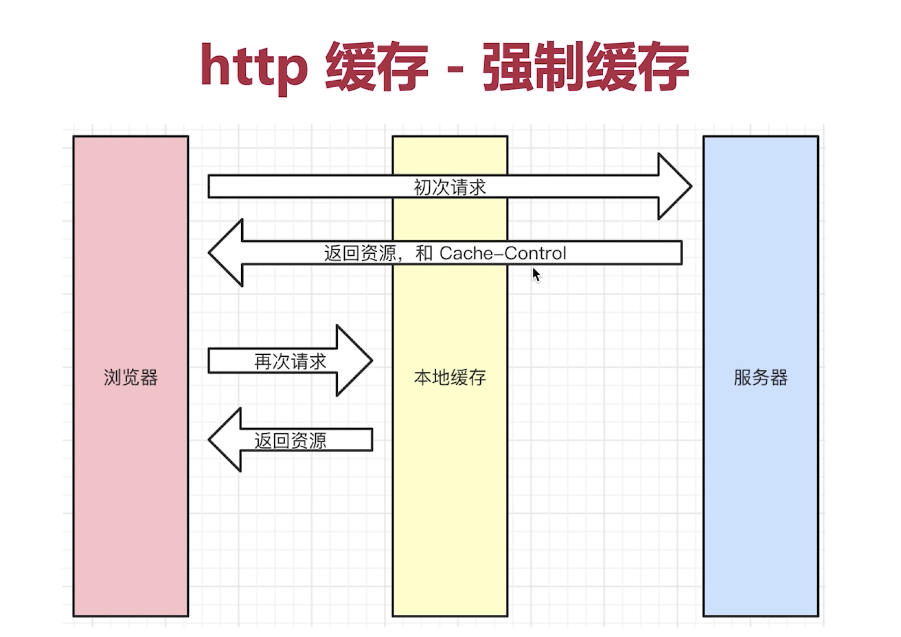 http 缓存 - 强制缓存
初次请求
返回资源，和 Cache-Control
再次请求
浏览器
本地缓存
服务器
返回资源